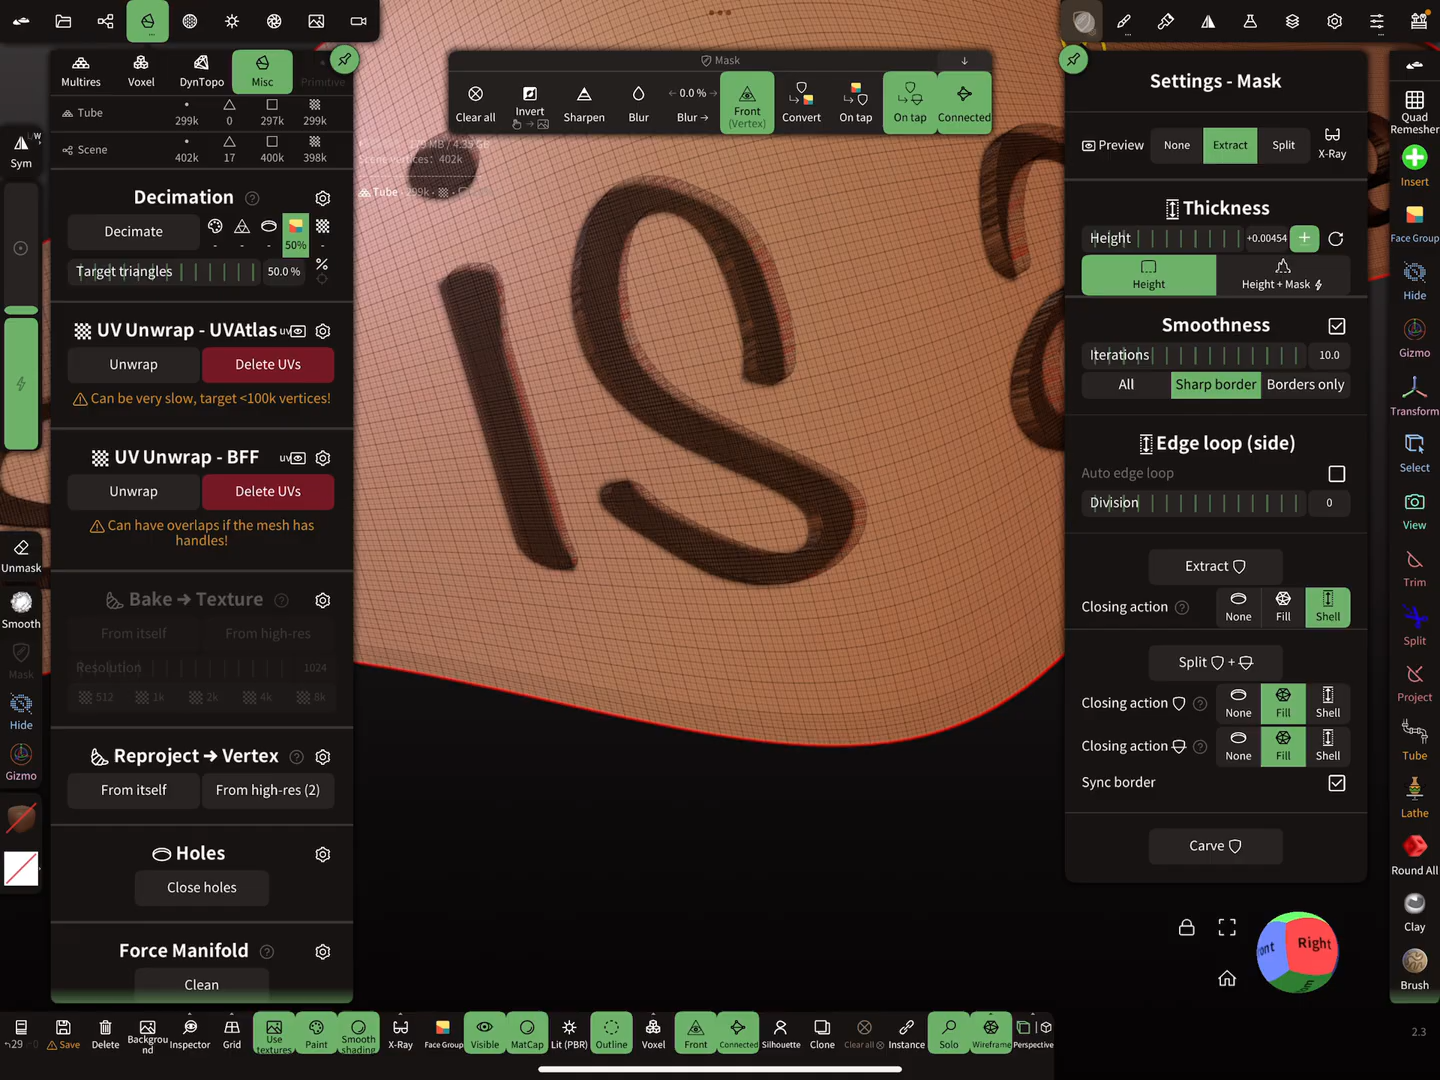 Multires Voxel DynTopo Misc Primitive
Tube 299k 0 297k 299k
Scene 402k 17 400k 398k
Decimation
Decimate
50%
Target triangles 50.0 %
UV Unwrap - UVAtlas
Unwrap Delete UVs
Can be very slow, target <100k vertices!
UV Unwrap - BFF
Unwrap Delete UVs
Can have overlaps if the mesh has
handles!
Bake → Texture
From itself From high-res
Resolution 1024
512 1k 2k 4k 8k
Reproject → Vertex
From itself From high-res (2)
Holes
Close holes
Force Manifold
Clean
Sym
Unmask
Smooth
Mask
Hide
Gizmo
Mask
Clear all
Invert
Sharpen
Blur
0.0 %
Blur →
Front
(Vertex)
Convert
On tap
On tap
Connected
Scene vertices: 402k
Tube 299k
is
Settings - Mask
Preview None Extract Split X-Ray
Thickness
Height +0.00454
Height Height + Mask
Smoothness
Iterations 10.0
All Sharp border Borders only
Edge loop (side)
Auto edge loop
Division 0
Extract
Closing action None Fill Shell
Split +
Closing action None Fill Shell
Closing action None Fill Shell
Sync border
Carve
Quad
Remesher
Insert
Face Group
Hide
Gizmo
Transform
Select
View
Trim
Split
Project
Tube
Lathe
Round All
Clay
Brush
Right
2.3
Save
Delete
Backgrou
nd
Inspector
Grid
Use
textures
Paint
Smooth
shading
X-Ray
Face Group
Visible
MatCap
Lit (PBR)
Outline
Voxel
Front
Connected
Silhouette
Clone
Clear all
Instance
Solo
Wireframe
Perspective